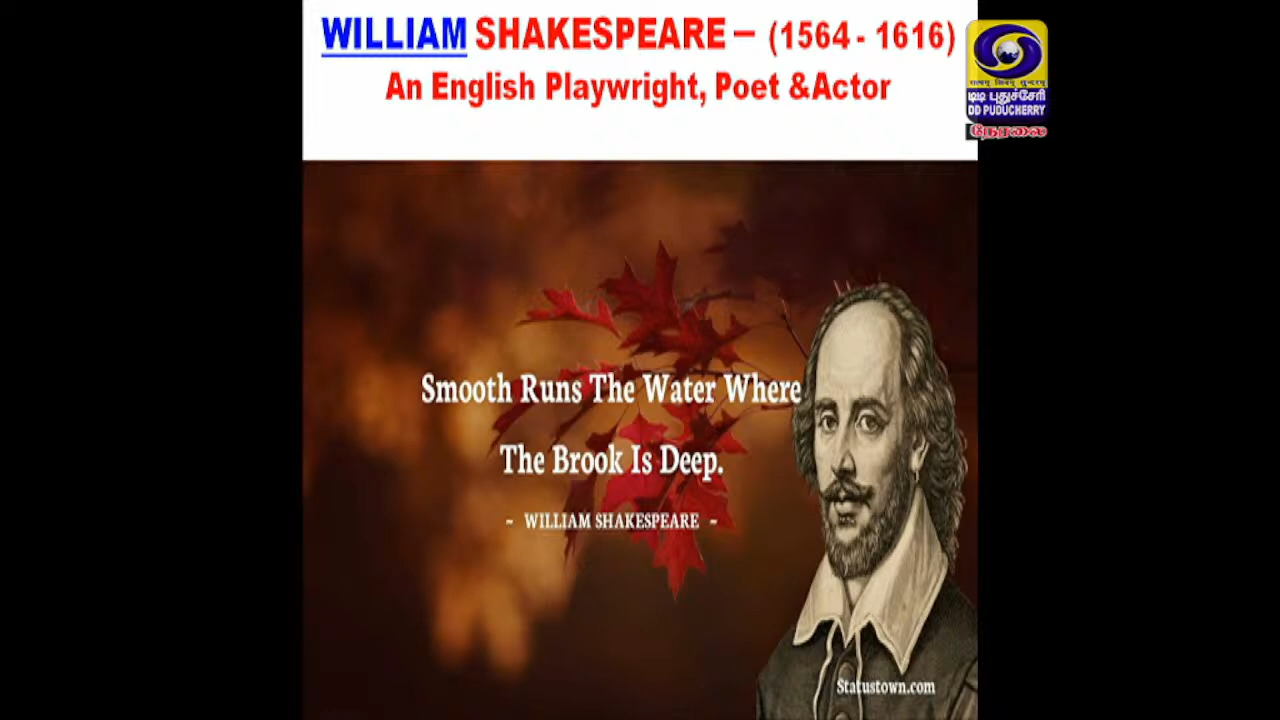 WILLIAM SHAKESPEARE – (1564 - 1616)
An English Playwright, Poet &Actor
டிடி புதுச்சேரி
DD PUDUCHERRY
நேரலை
Smooth Runs The Water Where
The Brook Is Deep.
~ WILLIAM SHAKESPEARE ~
Statustown.com